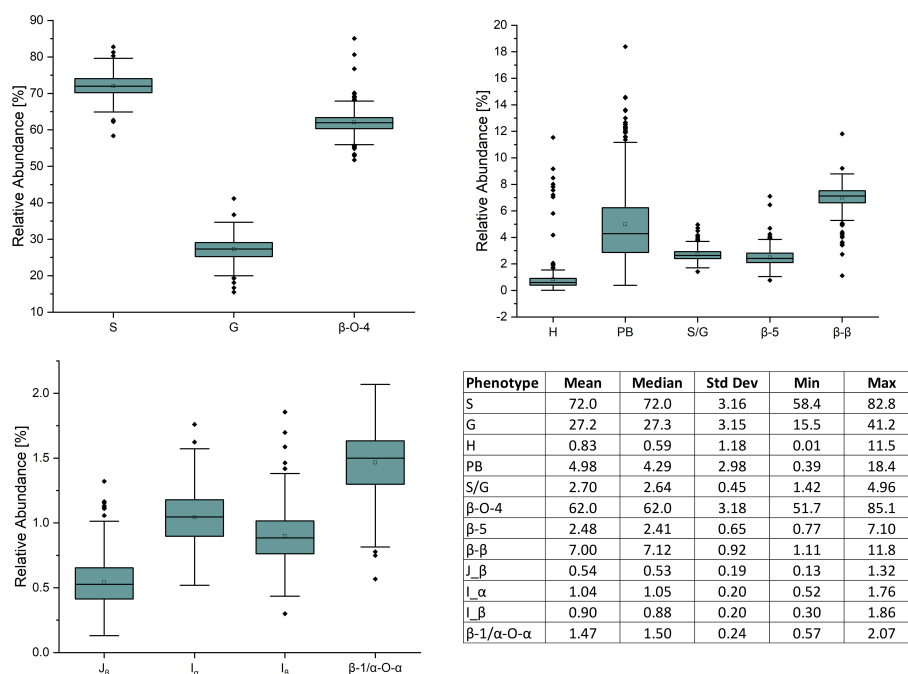 90
80
70
60
50
40
30
20
10
Relative Abundance [%]
S G β-O-4
20
18
16
14
12
10
8
6
4
2
0
-2
Relative Abundance [%]
H PB S/G β-5 β-β
2.0
1.5
1.0
0.5
0.0
Relative Abundance [%]
J_β I_α I_β β-1/α-O-α
Phenotype Mean Median Std Dev Min Max
S 72.0 72.0 3.16 58.4 82.8
G 27.2 27.3 3.15 15.5 41.2
H 0.83 0.59 1.18 0.01 11.5
PB 4.98 4.29 2.98 0.39 18.4
S/G 2.70 2.64 0.45 1.42 4.96
β-O-4 62.0 62.0 3.18 51.7 85.1
β-5 2.48 2.41 0.65 0.77 7.10
β-β 7.00 7.12 0.92 1.11 11.8
J_β 0.54 0.53 0.19 0.13 1.32
I_α 1.04 1.05 0.20 0.52 1.76
I_β 0.90 0.88 0.20 0.30 1.86
β-1/α-O-α 1.47 1.50 0.24 0.57 2.07